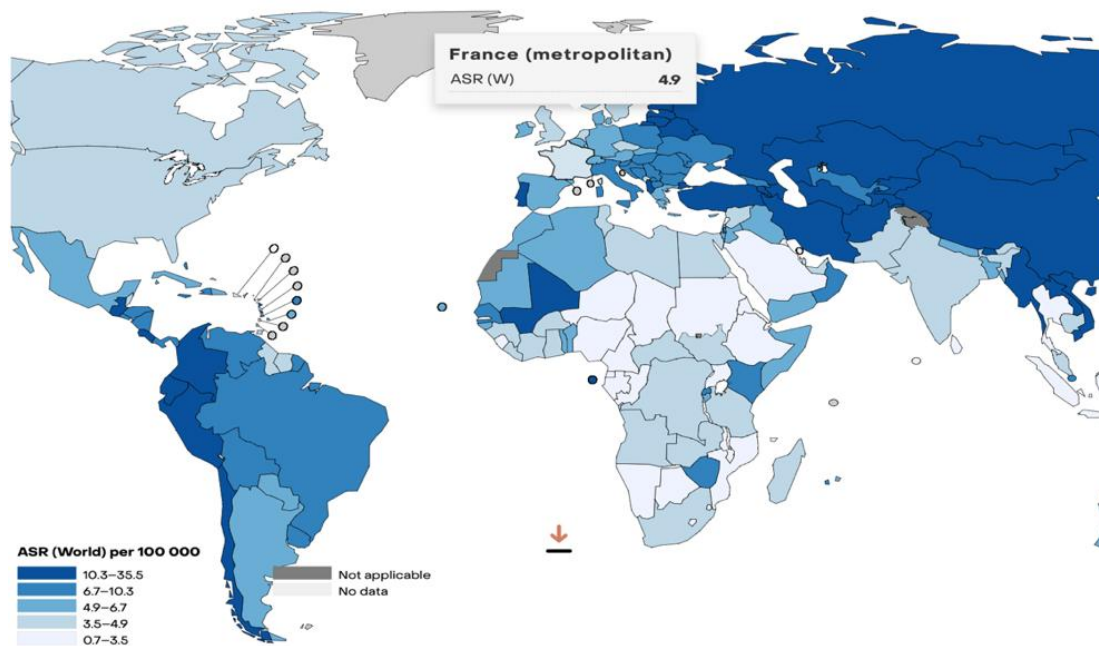 France (metropolitan)
ASR (W) 4.9
ASR (World) per 100 000
10.3–35.5
6.7–10.3
4.9–6.7
3.5–4.9
0.7–3.5
Not applicable
No data